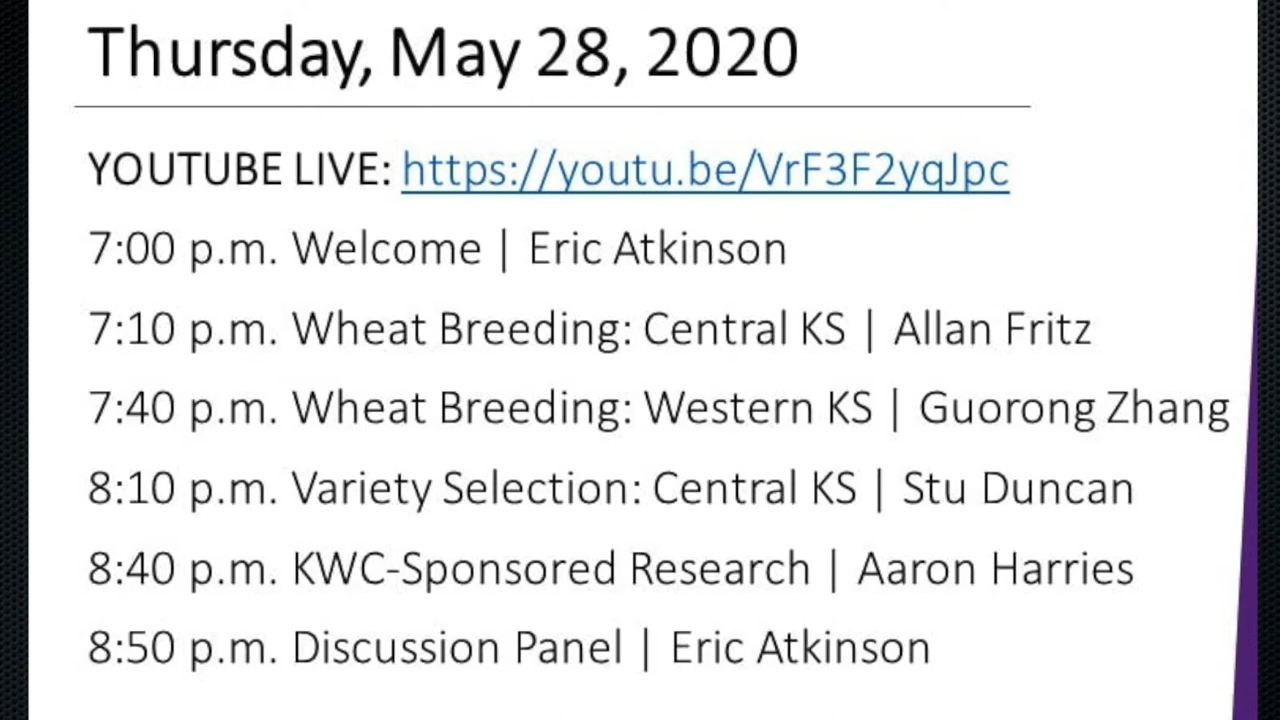 Thursday, May 28, 2020
YOUTUBE LIVE: https://youtu.be/VrF3F2yqJpc
7:00 p.m. Welcome | Eric Atkinson
7:10 p.m. Wheat Breeding: Central KS | Allan Fritz
7:40 p.m. Wheat Breeding: Western KS | Guorong Zhang
8:10 p.m. Variety Selection: Central KS | Stu Duncan
8:40 p.m. KWC-Sponsored Research | Aaron Harries
8:50 p.m. Discussion Panel | Eric Atkinson